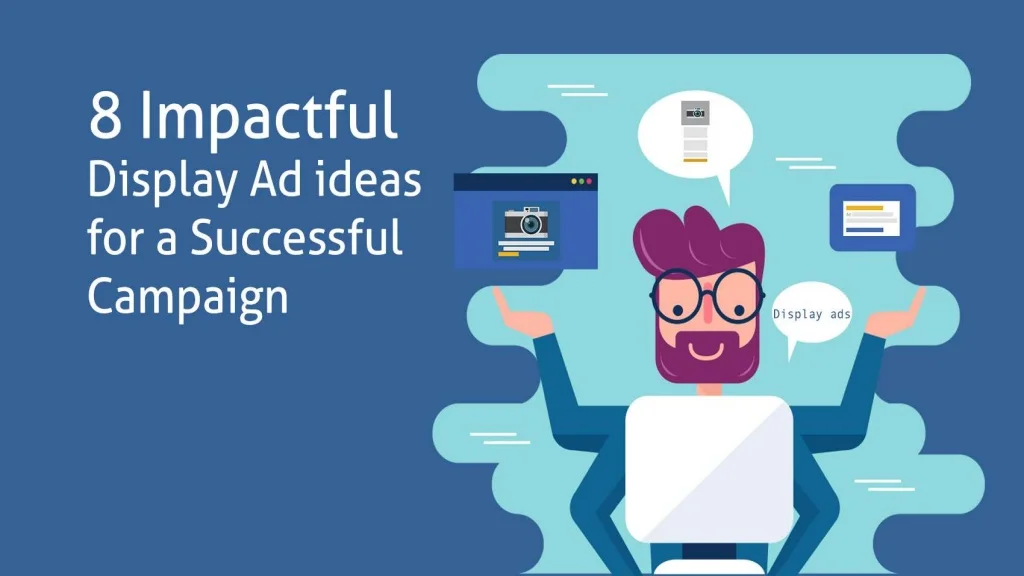 8 Impactful
Display Ad ideas
for a Successful
Campaign
Display ads